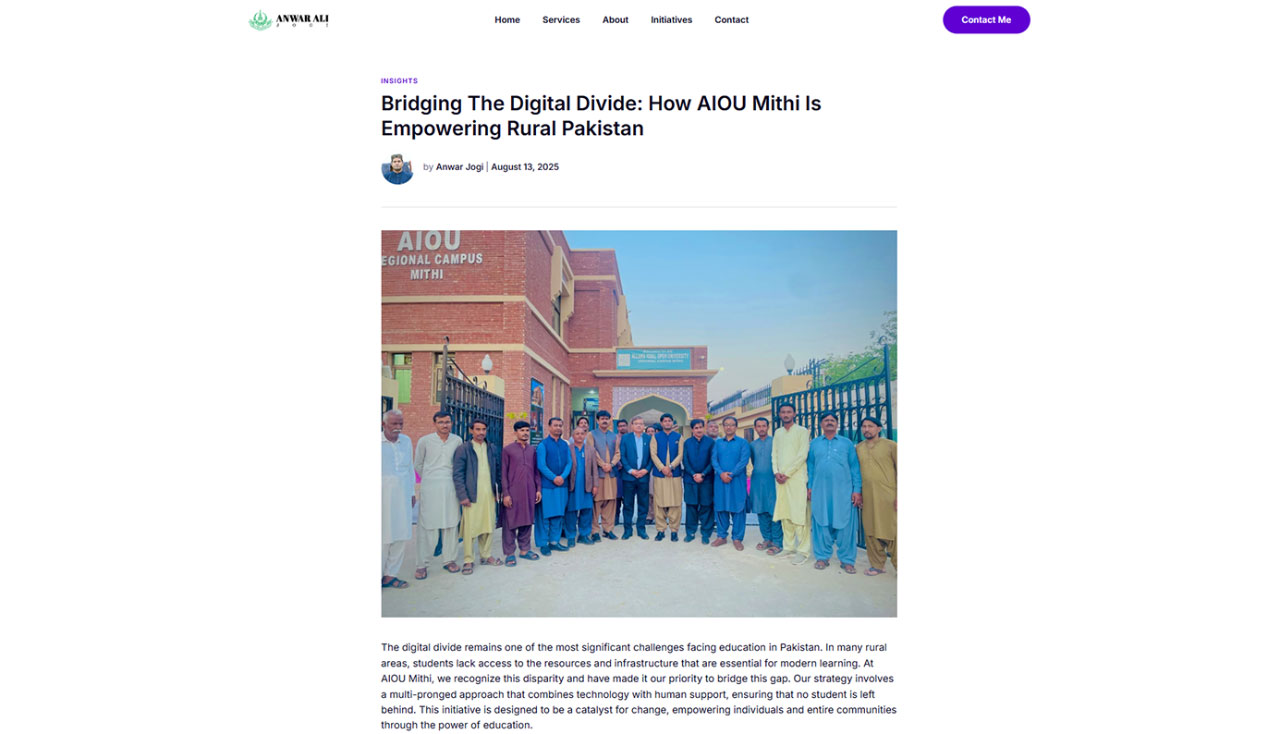 ANWAR ALI
JOGI
Home Services About Initiatives Contact
Contact Me
INSIGHTS
Bridging The Digital Divide: How AIOU Mithi Is
Empowering Rural Pakistan
by Anwar Jogi | August 13, 2025
AIOU
EGIONAL CAMPUS
MITHI
ALLAMA IQBAL OPEN UNIVERSITY
The digital divide remains one of the most significant challenges facing education in Pakistan. In many rural
areas, students lack access to the resources and infrastructure that are essential for modern learning. At
AIOU Mithi, we recognize this disparity and have made it our priority to bridge this gap. Our strategy involves
a multi-pronged approach that combines technology with human support, ensuring that no student is left
behind. This initiative is designed to be a catalyst for change, empowering individuals and entire communities
through the power of education.